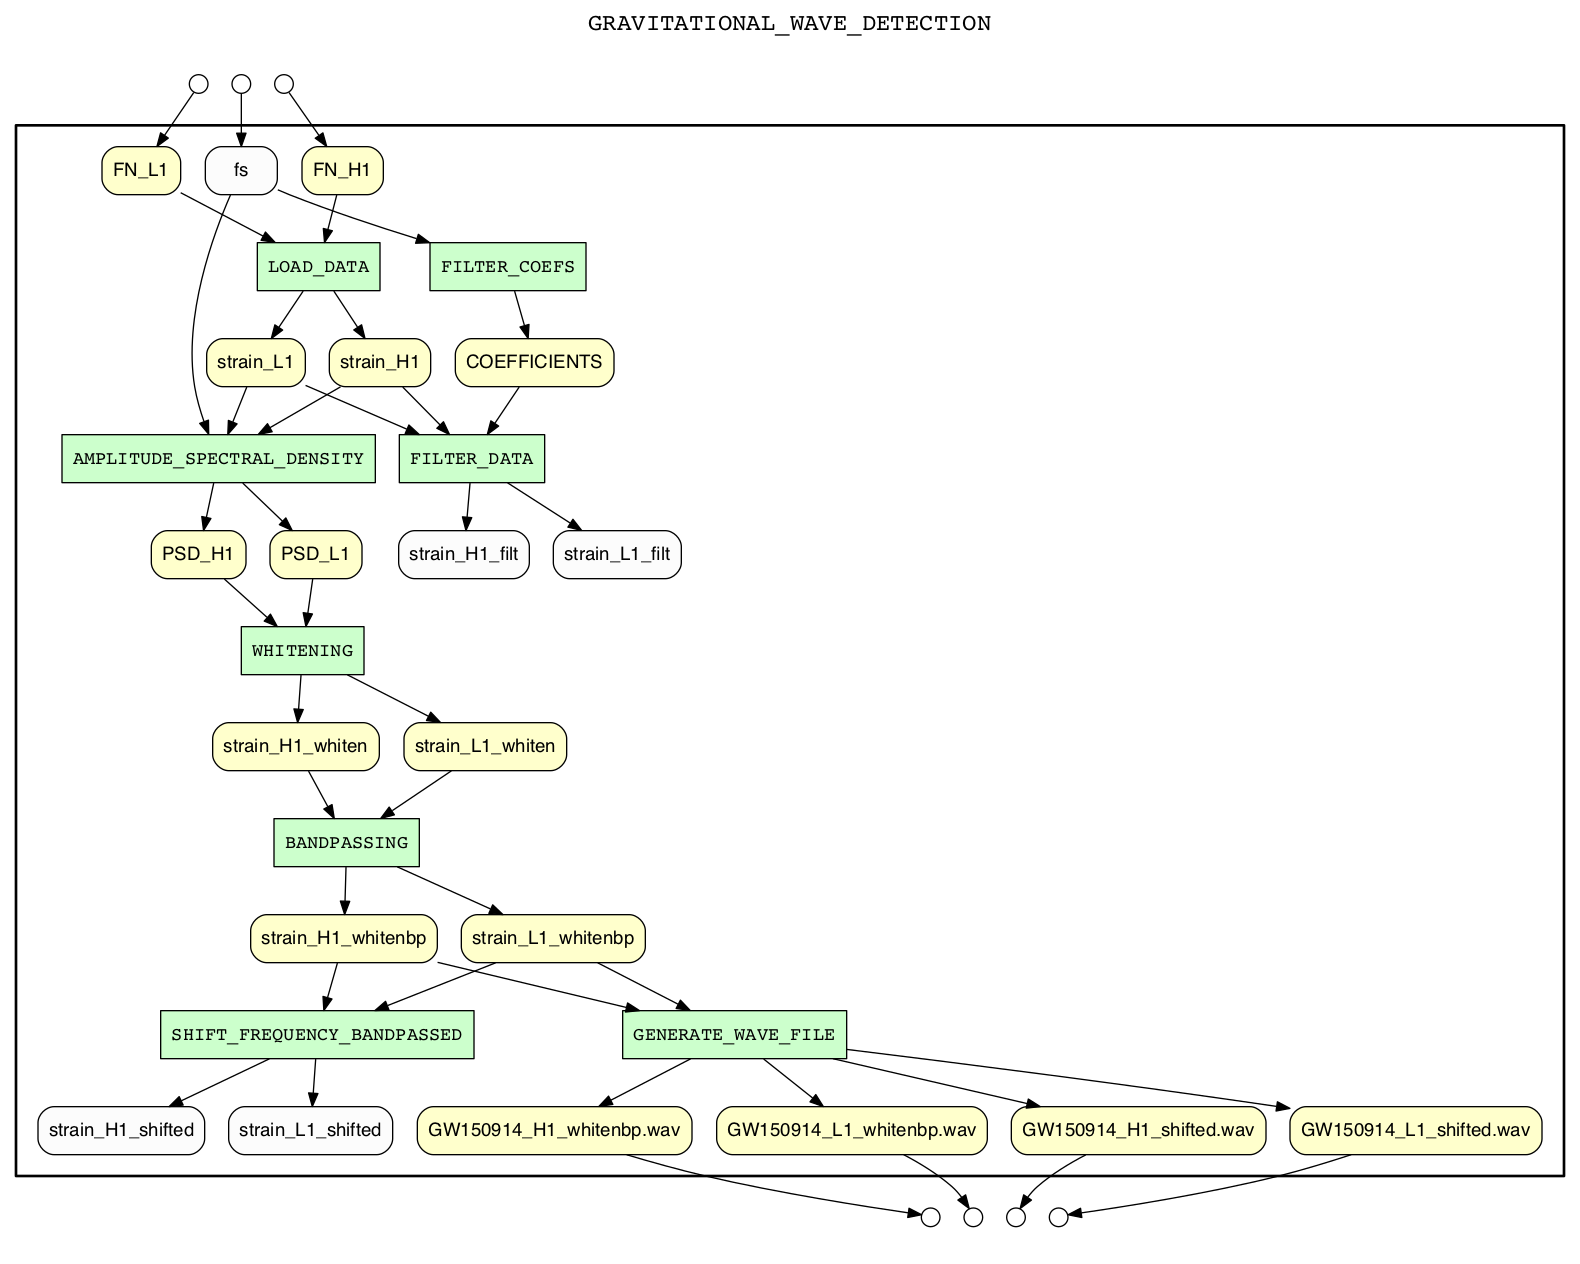 GRAVITATIONAL_WAVE_DETECTION
FN_L1
fs
FN_H1
LOAD_DATA
FILTER_COEFS
strain_L1
strain_H1
COEFFICIENTS
AMPLITUDE_SPECTRAL_DENSITY
FILTER_DATA
PSD_H1
PSD_L1
strain_H1_filt
strain_L1_filt
WHITENING
strain_H1_whiten
strain_L1_whiten
BANDPASSING
strain_H1_whitenbp
strain_L1_whitenbp
SHIFT_FREQUENCY_BANDPASSED
GENERATE_WAVE_FILE
strain_H1_shifted
strain_L1_shifted
GW150914_H1_whitenbp.wav
GW150914_L1_whitenbp.wav
GW150914_H1_shifted.wav
GW150914_L1_shifted.wav